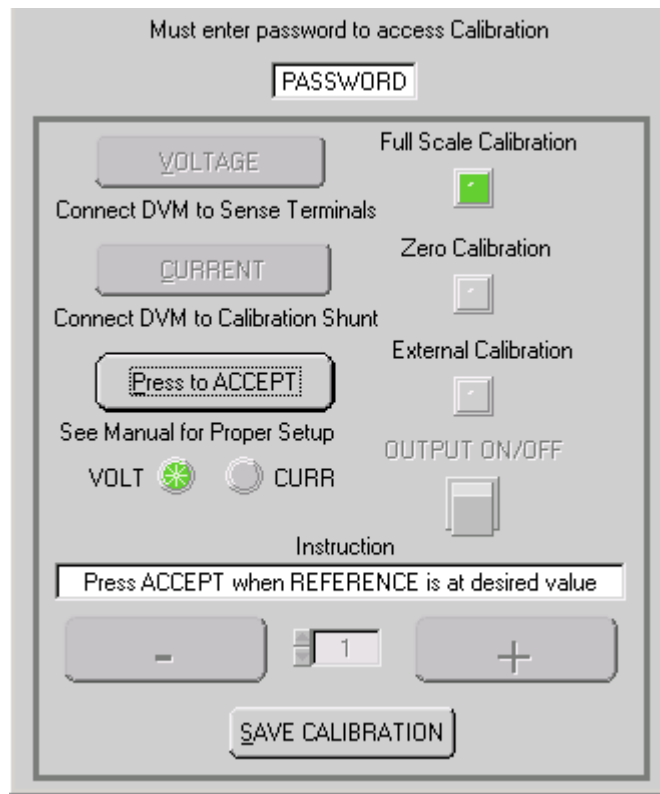 Must enter password to access Calibration
PASSWORD
VOLTAGE
Full Scale Calibration
Connect DVM to Sense Terminals
CURRENT
Zero Calibration
Connect DVM to Calibration Shunt
External Calibration
Press to ACCEPT
See Manual for Proper Setup
OUTPUT ON/OFF
VOLT
CURR
Instruction
Press ACCEPT when REFERENCE is at desired value
-
1
+
SAVE CALIBRATION